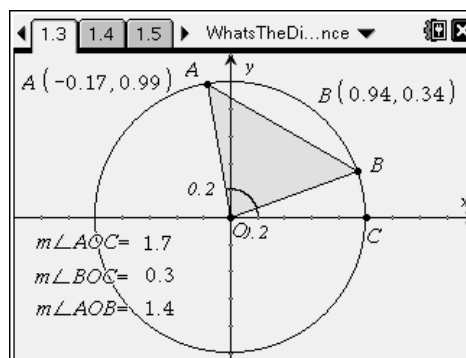 1.3 1.4 1.5 WhatsTheDi...nce
A(-0.17, 0.99) A y B(0.94, 0.34)
B
0.2 x
O 0.2 C
m∠AOC= 1.7
m∠BOC= 0.3
m∠AOB= 1.4